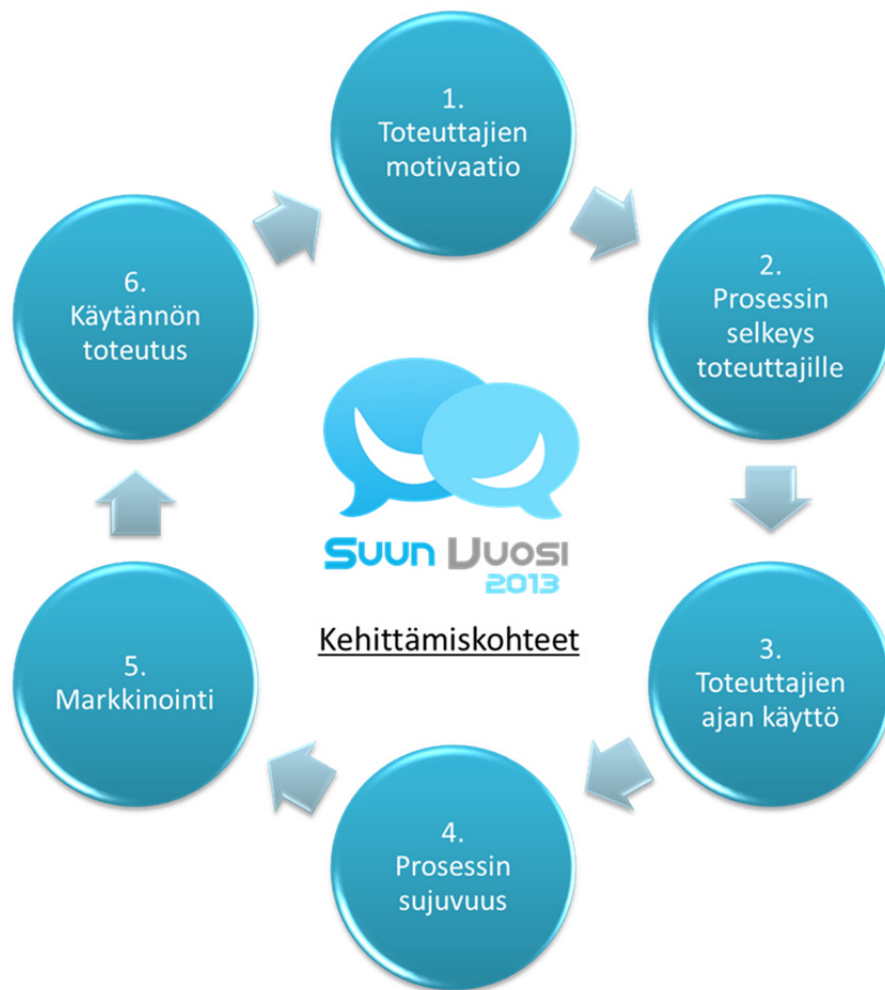 1.
Toteuttajien
motivaatio
2.
Prosessin
selkeys
toteuttajille
3.
Toteuttajien
ajan käyttö
4.
Prosessin
sujuvuus
5.
Markkinointi
6.
Käytännön
toteutus
Suun Vuosi
2013
Kehittämiskohteet